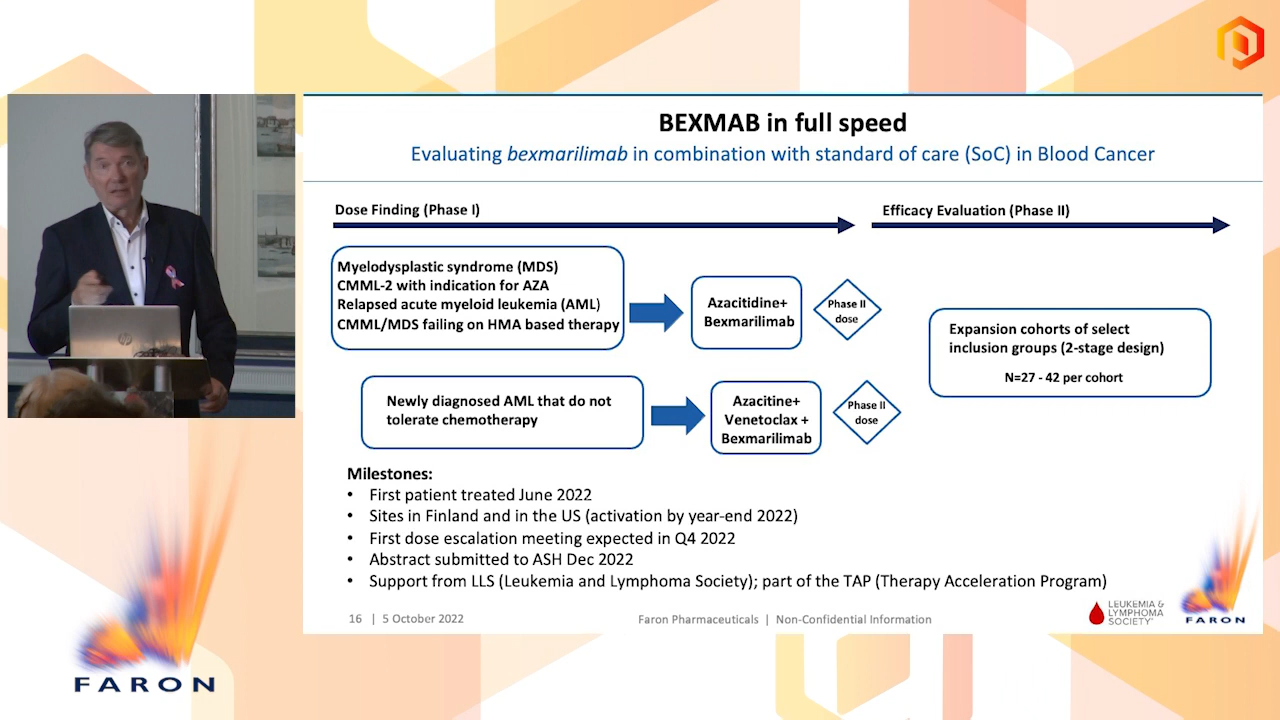 BEXMAB in full speed
Evaluating bexmarilimab in combination with standard of care (SoC) in Blood Cancer
Dose Finding (Phase I)
Efficacy Evaluation (Phase II)
Myelodysplastic syndrome (MDS)
CMML-2 with indication for AZA
Relapsed acute myeloid leukemia (AML)
CMML/MDS failing on HMA based therapy
Azacitidine+
Bexmarilimab
Phase II
dose
Expansion cohorts of select
inclusion groups (2-stage design)
N=27 - 42 per cohort
Newly diagnosed AML that do not
tolerate chemotherapy
Azacitine+
Venetoclax +
Bexmarilimab
Phase II
dose
Milestones:
• First patient treated June 2022
• Sites in Finland and in the US (activation by year-end 2022)
• First dose escalation meeting expected in Q4 2022
• Abstract submitted to ASH Dec 2022
• Support from LLS (Leukemia and Lymphoma Society); part of the TAP (Therapy Acceleration Program)
16 | 5 October 2022
Faron Pharmaceuticals | Non-Confidential Information
LEUKEMIA &
LYMPHOMA
SOCIETY
FARON
hp
FARON